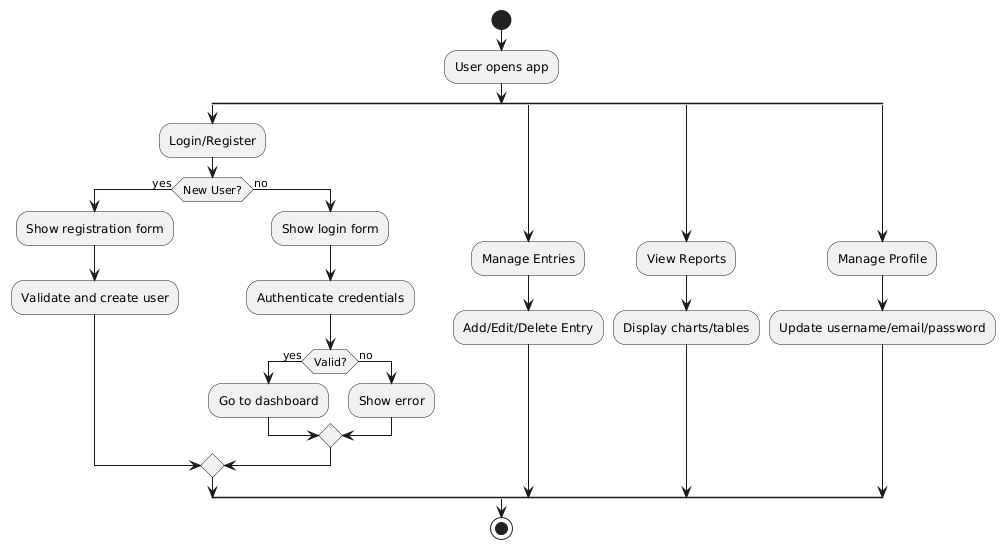 User opens app
Login/Register
yes
New User?
no
Show registration form
Validate and create user
Show login form
Authenticate credentials
yes
Valid?
no
Go to dashboard
Show error
Manage Entries
Add/Edit/Delete Entry
View Reports
Display charts/tables
Manage Profile
Update username/email/password